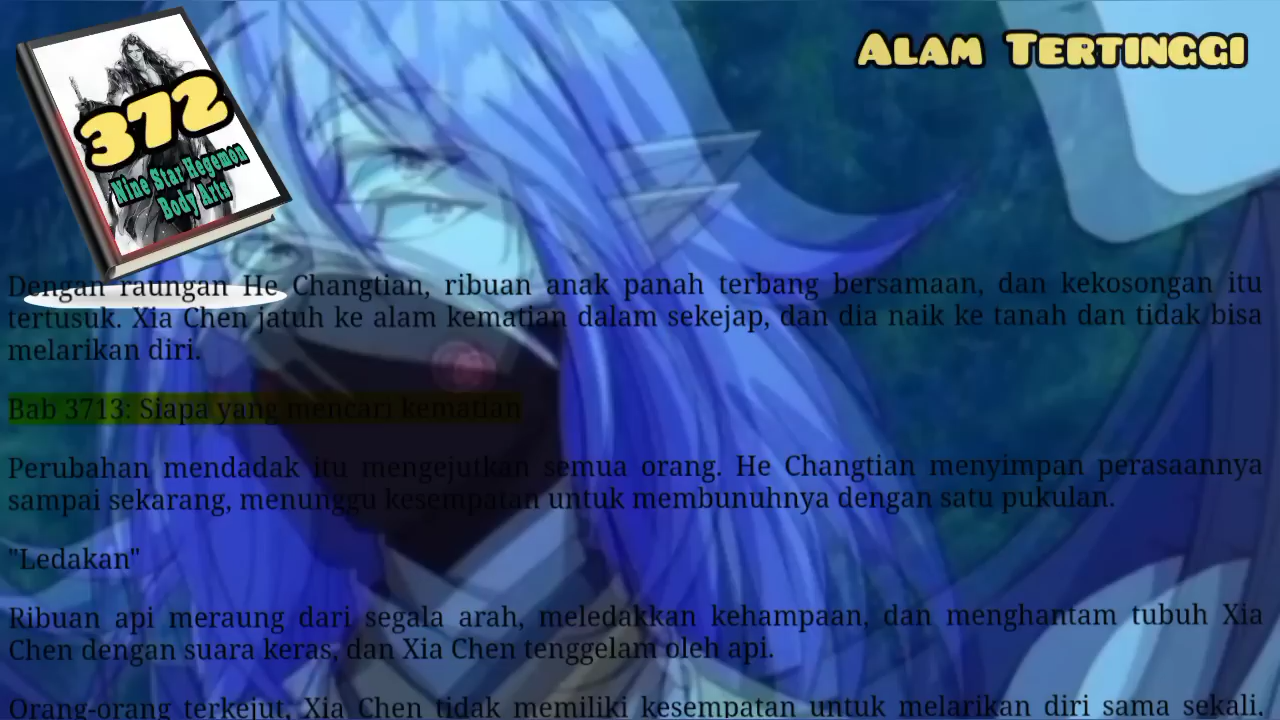 Alam Tertinggi
372
Nine Star Hegemon
Body Arts
Dengan raungan He Changtian, ribuan anak panah terbang bersamaan, dan kekosongan itu
tertusuk. Xia Chen jatuh ke alam kematian dalam sekejap, dan dia naik ke tanah dan tidak bisa
melarikan diri.
Bab 3713: Siapa yang mencari kematian
Perubahan mendadak itu mengejutkan semua orang. He Changtian menyimpan perasaannya
sampai sekarang, menunggu kesempatan untuk membunuhnya dengan satu pukulan.
"Ledakan"
Ribuan api meraung dari segala arah, meledakkan kehampaan, dan menghantam tubuh Xia
Chen dengan suara keras, dan Xia Chen tenggelam oleh api.
Orang-orang terkejut, Xia Chen tidak memiliki kesempatan untuk melarikan diri sama sekali.